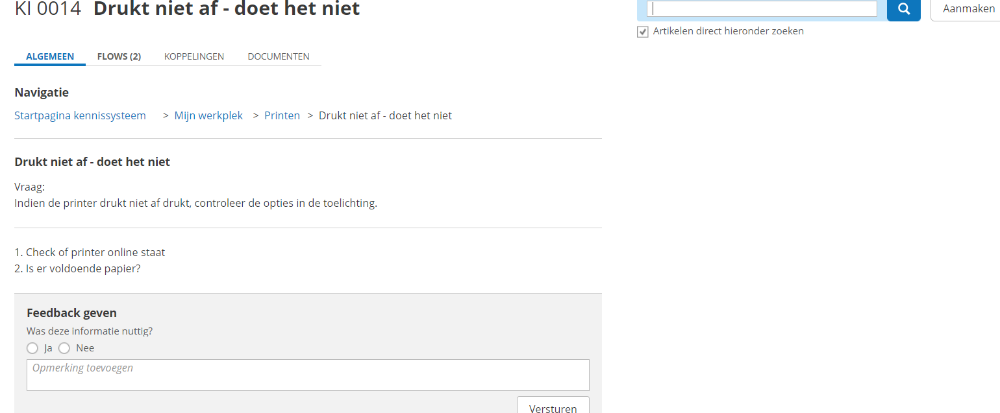 KI 0014 Drukt niet af - doet het niet
Aanmaken
Artikelen direct hieronder zoeken
ALGEMEEN FLOWS (2) KOPPELINGEN DOCUMENTEN
Navigatie
Startpagina kennissysteem > Mijn werkplek > Printen > Drukt niet af - doet het niet
Drukt niet af - doet het niet
Vraag:
Indien de printer drukt niet af drukt, controleer de opties in de toelichting.
1. Check of printer online staat
2. Is er voldoende papier?
Feedback geven
Was deze informatie nuttig?
Ja Nee
Opmerking toevoegen
Versturen